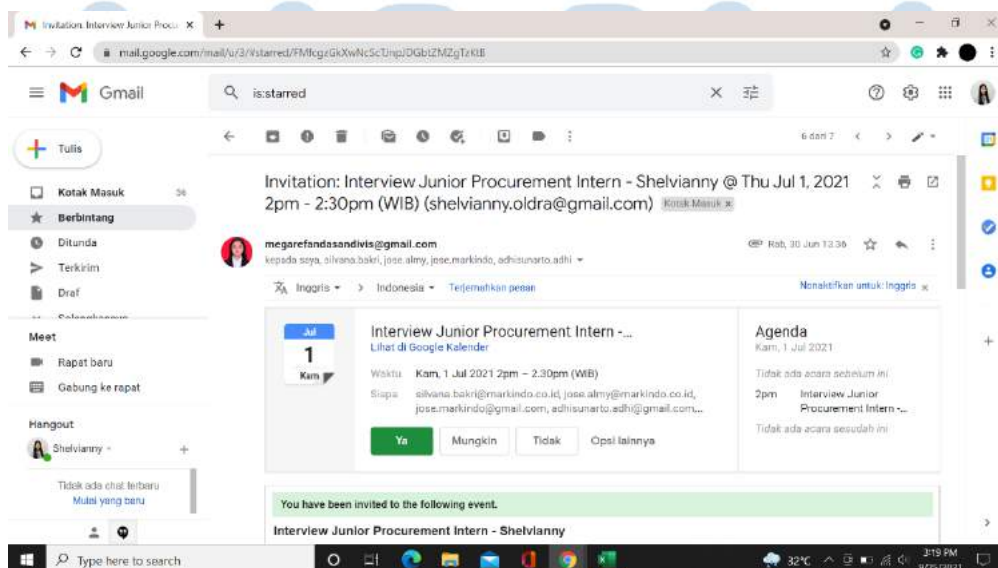 Invitation: Interview Junior Procu
mail.google.com/mail/u/3/#starred/FMfcgzGkXwNcScTJnpJDGbtZMZgTzKtB
Gmail
is:starred
Tulis
6 dari 7
Kotak Masuk 36
Berbintang
Ditunda
Terkirim
Draf
Selengkapnya
Meet
Rapat baru
Gabung ke rapat
Hangout
Shelvianny
Tidak ada chat terbaru
Mulai yang baru
Invitation: Interview Junior Procurement Intern - Shelvianny @ Thu Jul 1, 2021
2pm - 2:30pm (WIB) (shelvianny.oldra@gmail.com) Kotak Masuk x
megarefandasandivis@gmail.com Rab, 30 Jun 13.36
kepada saya, silvana.bakri, jose.almy, jose.markindo, adhisunarto.adhi
Inggris > Indonesia Terjemahkan pesan Nonaktifkan untuk: Inggris x
Jul
1
Kam
Interview Junior Procurement Intern -...
Lihat di Google Kalender
Waktu Kam, 1 Jul 2021 2pm – 2.30pm (WIB)
Siapa silvana.bakri@markindo.co.id, jose.almy@markindo.co.id,
jose.markindo@gmail.com, adhisunarto.adhi@gmail.com,...
Ya Mungkin Tidak Opsi lainnya
Agenda
Kam, 1 Jul 2021
Tidak ada acara sebelum ini
2pm Interview Junior
Procurement Intern -...
Tidak ada acara sesudah ini
You have been invited to the following event.
Interview Junior Procurement Intern - Shelvianny
Type here to search
32°C 3:19 PM